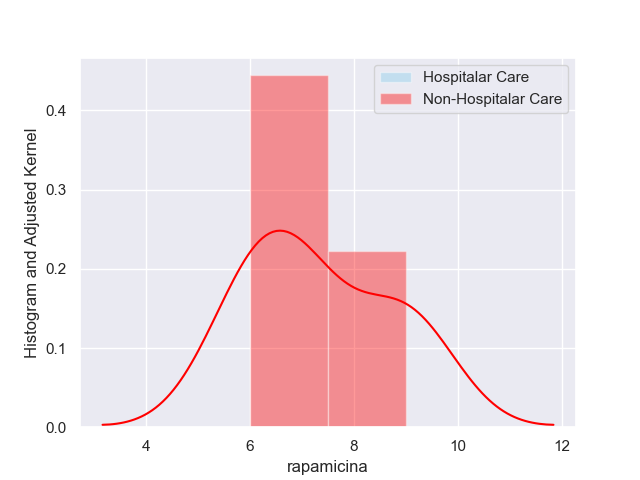 Hospitalar Care
Non-Hospitalar Care
Histogram and Adjusted Kernel
0.4
0.3
0.2
0.1
0.0
4 6 8 10 12
rapamicina